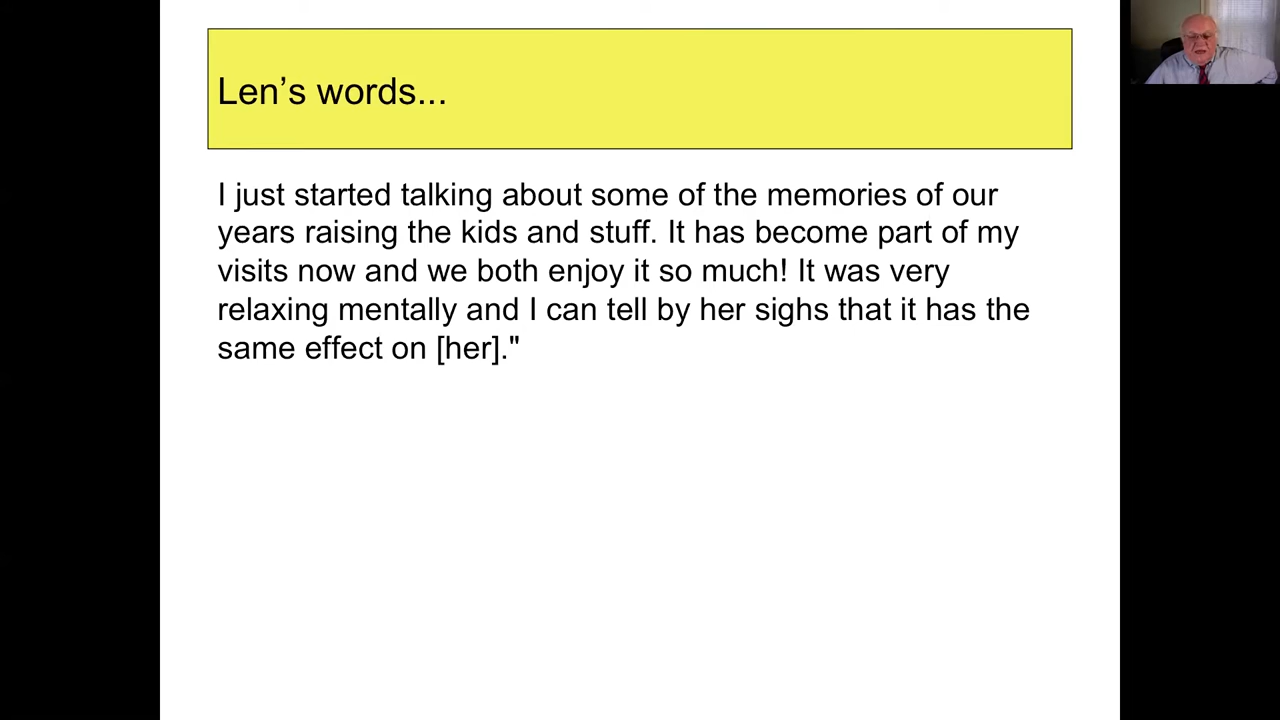 Len’s words...
I just started talking about some of the memories of our
years raising the kids and stuff. It has become part of my
visits now and we both enjoy it so much! It was very
relaxing mentally and I can tell by her sighs that it has the
same effect on [her]."